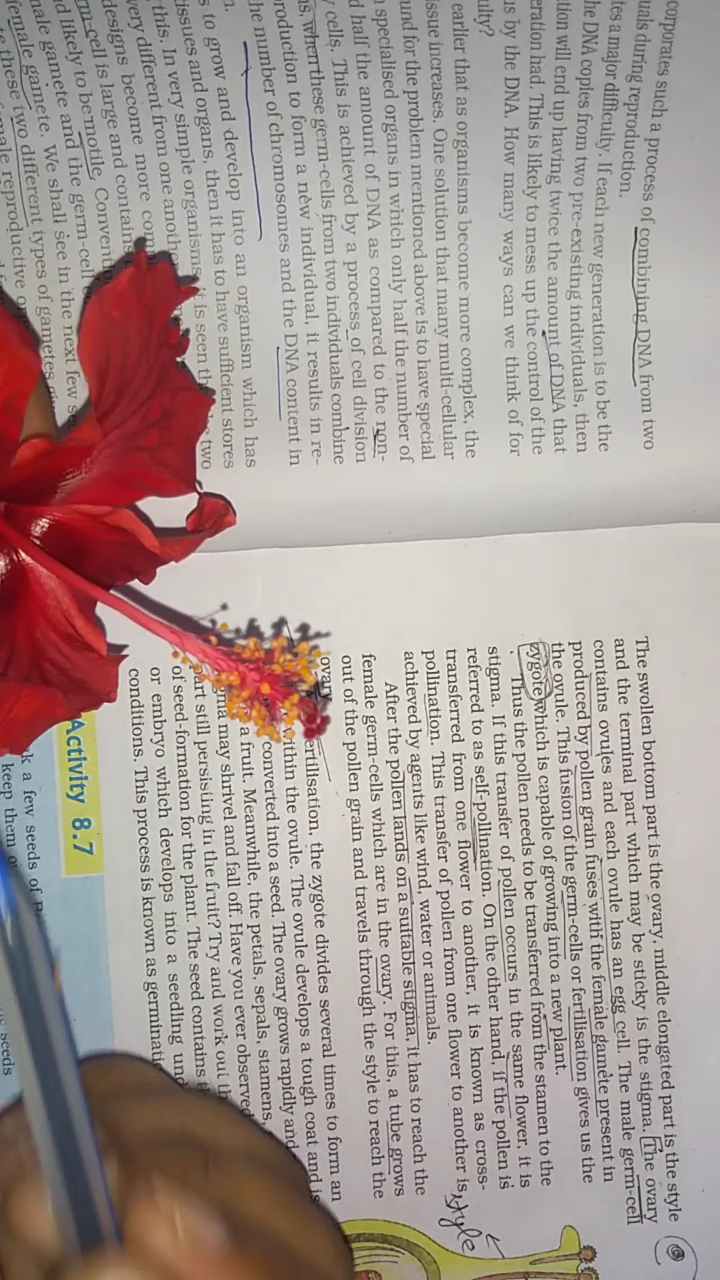 corporates such a process of combining DNA from two
uals during reproduction.
tes a major difficulty. If each new generation is to be the
he DNA copies from two pre-existing individuals, then
tion will end up having twice the amount of DNA that
eration had. This is likely to mess up the control of the
us by the DNA. How many ways can we think of for
ulty?
earlier that as organisms become more complex, the
issue increases. One solution that many multi-cellular
und for the problem mentioned above is to have special
n specialised organs in which only half the number of
d half the amount of DNA as compared to the non-
y cells. This is achieved by a process of cell division
s, when these germ-cells from two individuals combine
roduction to form a new individual, it results in re-
he number of chromosomes and the DNA content in
n.
s to grow and develop into an organism which has
issues and organs, then it has to have sufficient stores
this. In very simple organisms, it is seen two
very different from one
designs become more
m-cell is large and contains
d likely to be motile.
nale gamete and the germ-cell
female gamete. We shall see in the next few
these two different types of gametes
male reproductive
The swollen bottom part is the ovary, middle elongated part is the style
and the terminal part which may be sticky is the stigma. The ovary
contains ovules and each ovule has an egg cell. The male germ-cell
produced by pollen grain fuses with the female gamete present in
the ovule. This fusion of the germ-cells or fertilisation gives us the
zygote which is capable of growing into a new plant.
Thus the pollen needs to be transferred from the stamen to the
stigma. If this transfer of pollen occurs in the same flower, it is
referred to as self-pollination. On the other hand, if the pollen is
transferred from one flower to another, it is known as cross-
pollination. This transfer of pollen from one flower to another is
achieved by agents like wind, water or animals.
After the pollen lands on a suitable stigma, it has to reach the
female germ-cells which are in the ovary. For this, a tube grows
out of the pollen grain and travels through the style to reach the
ovary.
ertilisation, the zygote divides several times to form an
within the ovule. The ovule develops a tough coat and is
converted into a seed. The ovary grows rapidly and
a fruit. Meanwhile, the petals, sepals, stamens,
gma may shrivel and fall off. Have you ever observed
art still persisting in the fruit? Try and work out
of seed-formation for the plant. The seed contains
or embryo which develops into a seedling
conditions. This process is known as
Activity 8.7
k a few seeds of
keep them
seeds
style